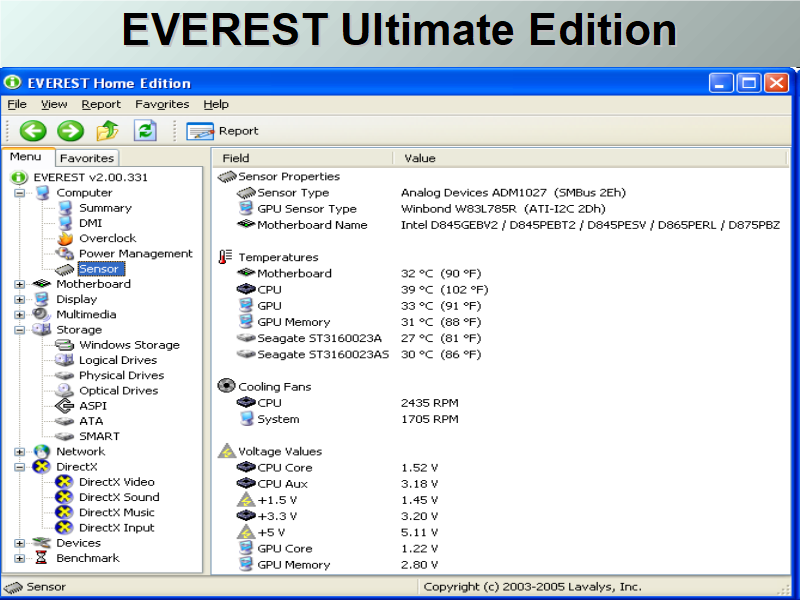 EVEREST Ultimate Edition
EVEREST Home Edition
File View Report Favorites Help
Report
Menu Favorites
EVEREST v2.00.331
Computer
Summary
DMI
Overclock
Power Management
Sensor
Motherboard
Display
Multimedia
Storage
Windows Storage
Logical Drives
Physical Drives
Optical Drives
ASPI
ATA
SMART
Network
DirectX
DirectX Video
DirectX Sound
DirectX Music
DirectX Input
Devices
Benchmark
Field Value
Sensor Properties
Sensor Type Analog Devices ADM1027 (SMBus 2Eh)
GPU Sensor Type Winbond W83L785R (ATI-I2C 2Dh)
Motherboard Name Intel D845GEBV2 / D845PEBT2 / D845PESV / D865PERL / D875PBZ
Temperatures
Motherboard 32 °C (90 °F)
CPU 39 °C (102 °F)
GPU 33 °C (91 °F)
GPU Memory 31 °C (88 °F)
Seagate ST3160023A 27 °C (81 °F)
Seagate ST3160023AS 30 °C (86 °F)
Cooling Fans
CPU 2435 RPM
System 1705 RPM
Voltage Values
CPU Core 1.52 V
CPU Aux 3.18 V
+1.5 V 1.45 V
+3.3 V 3.20 V
+5 V 5.11 V
GPU Core 1.22 V
GPU Memory 2.80 V
Sensor Copyright (c) 2003-2005 Lavalys, Inc.